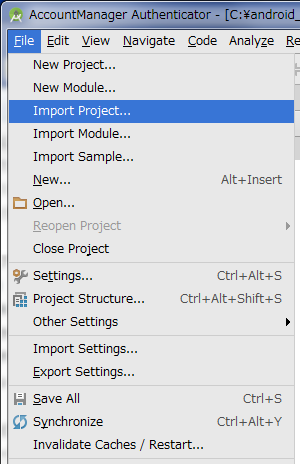 AccountManager Authenticator - [C:¥android_
File Edit View Navigate Code Analyze Re
New Project...
New Module...
Import Project...
Import Module...
Import Sample...
New... Alt+Insert
Open...
Reopen Project
Close Project
Settings... Ctrl+Alt+S
Project Structure... Ctrl+Alt+Shift+S
Other Settings
Import Settings...
Export Settings...
Save All Ctrl+S
Synchronize Ctrl+Alt+Y
Invalidate Caches / Restart...